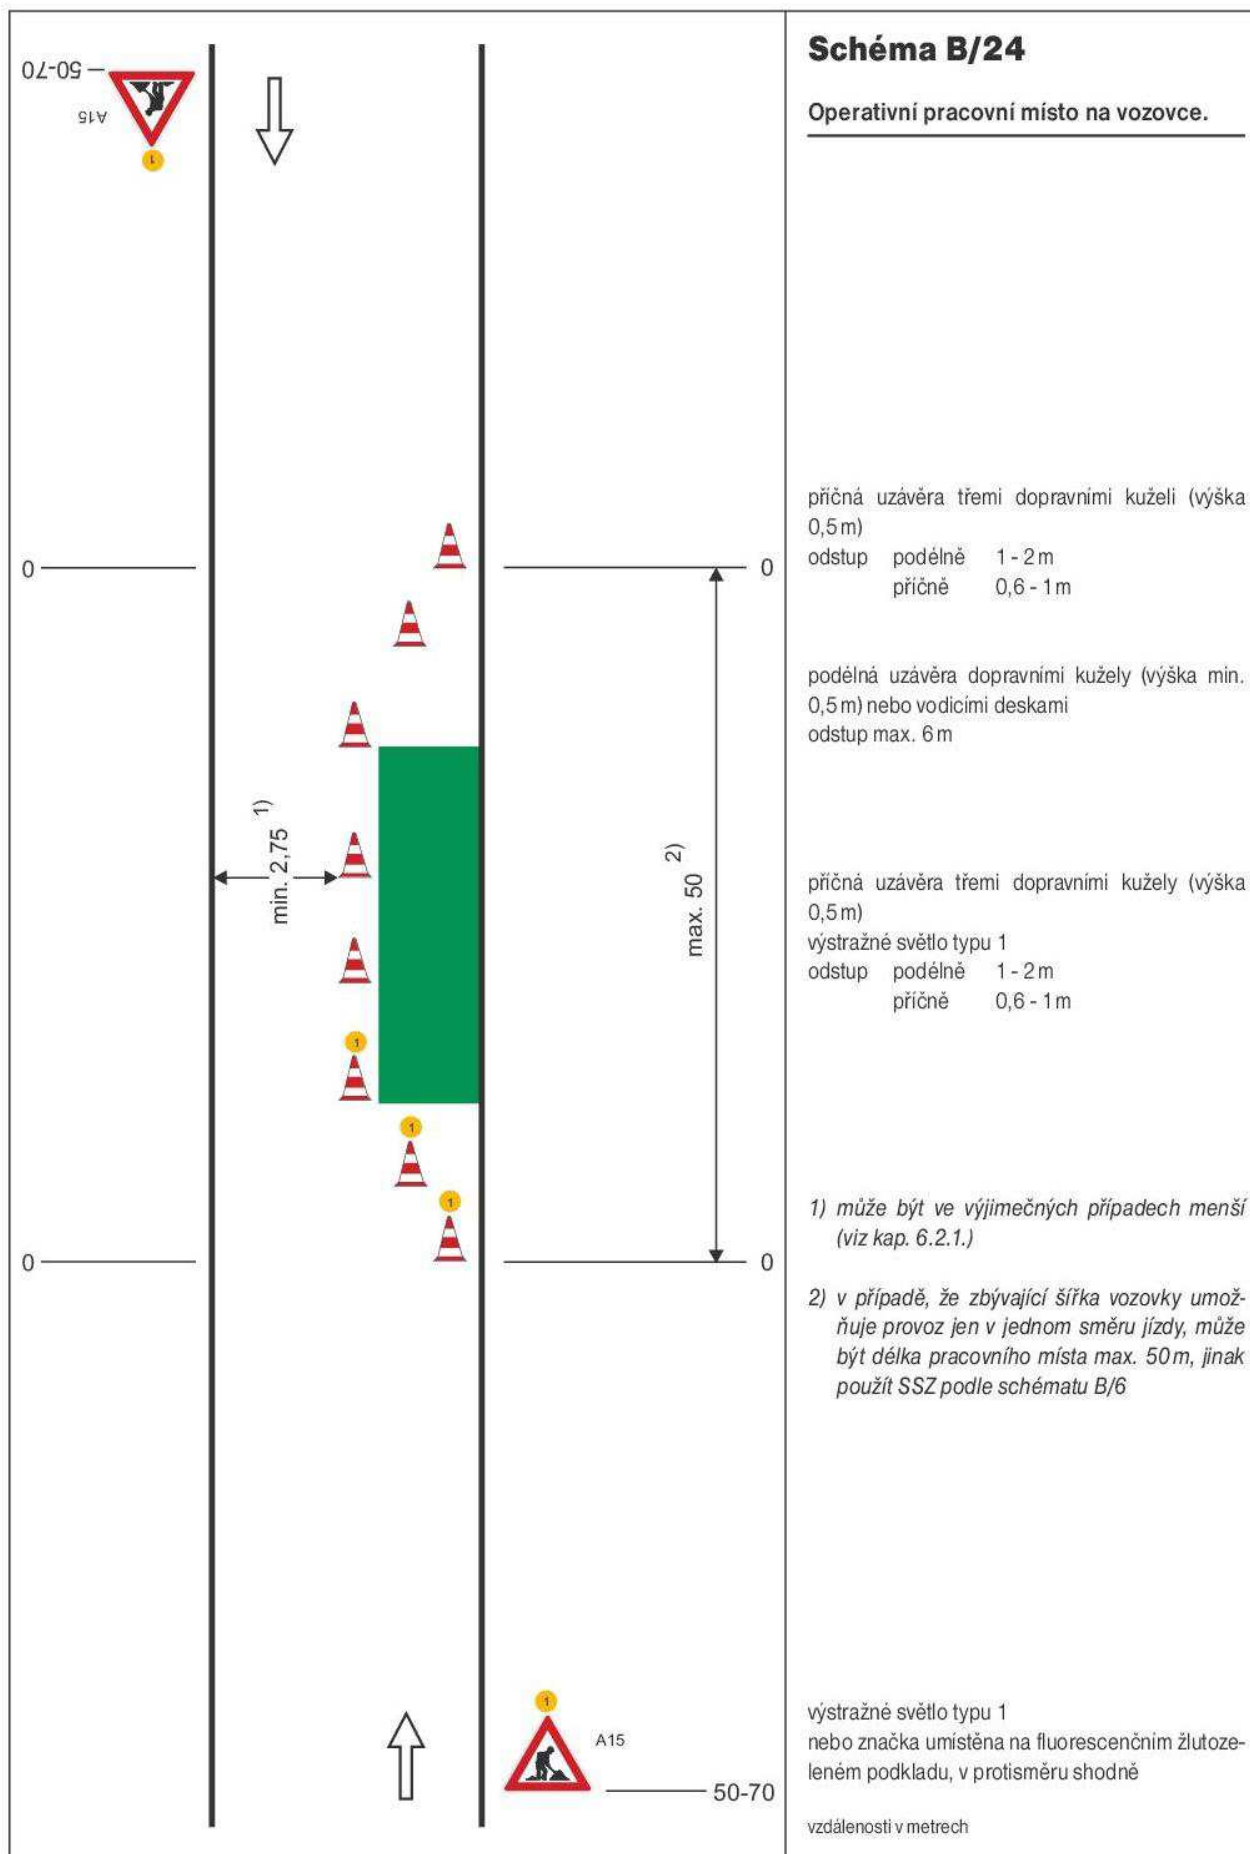 Schéma B/24
Operativní pracovní místo na vozovce.
50-70
A15
1
příčná uzávěra třemi dopravními kuželi (výška
0,5 m)
odstup podélně 1 - 2 m
příčně 0,6 - 1 m
0
0
podélná uzávěra dopravními kužely (výška min.
0,5 m) nebo vodicími deskami
odstup max. 6 m
min. 2,75 1)
max. 50 2)
příčná uzávěra třemi dopravními kužely (výška
0,5 m)
výstražné světlo typu 1
odstup podélně 1 - 2 m
příčně 0,6 - 1 m
1
1
1
0
0
1) může být ve výjimečných případech menší
(viz kap. 6.2.1.)
2) v případě, že zbývající šířka vozovky umož-
ňuje provoz jen v jednom směru jízdy, může
být délka pracovního místa max. 50 m, jinak
použít SSZ podle schématu B/6
1
A15
50-70
výstražné světlo typu 1
nebo značka umístěna na fluorescenčním žlutoze-
leném podkladu, v protisměru shodně
vzdálenosti v metrech